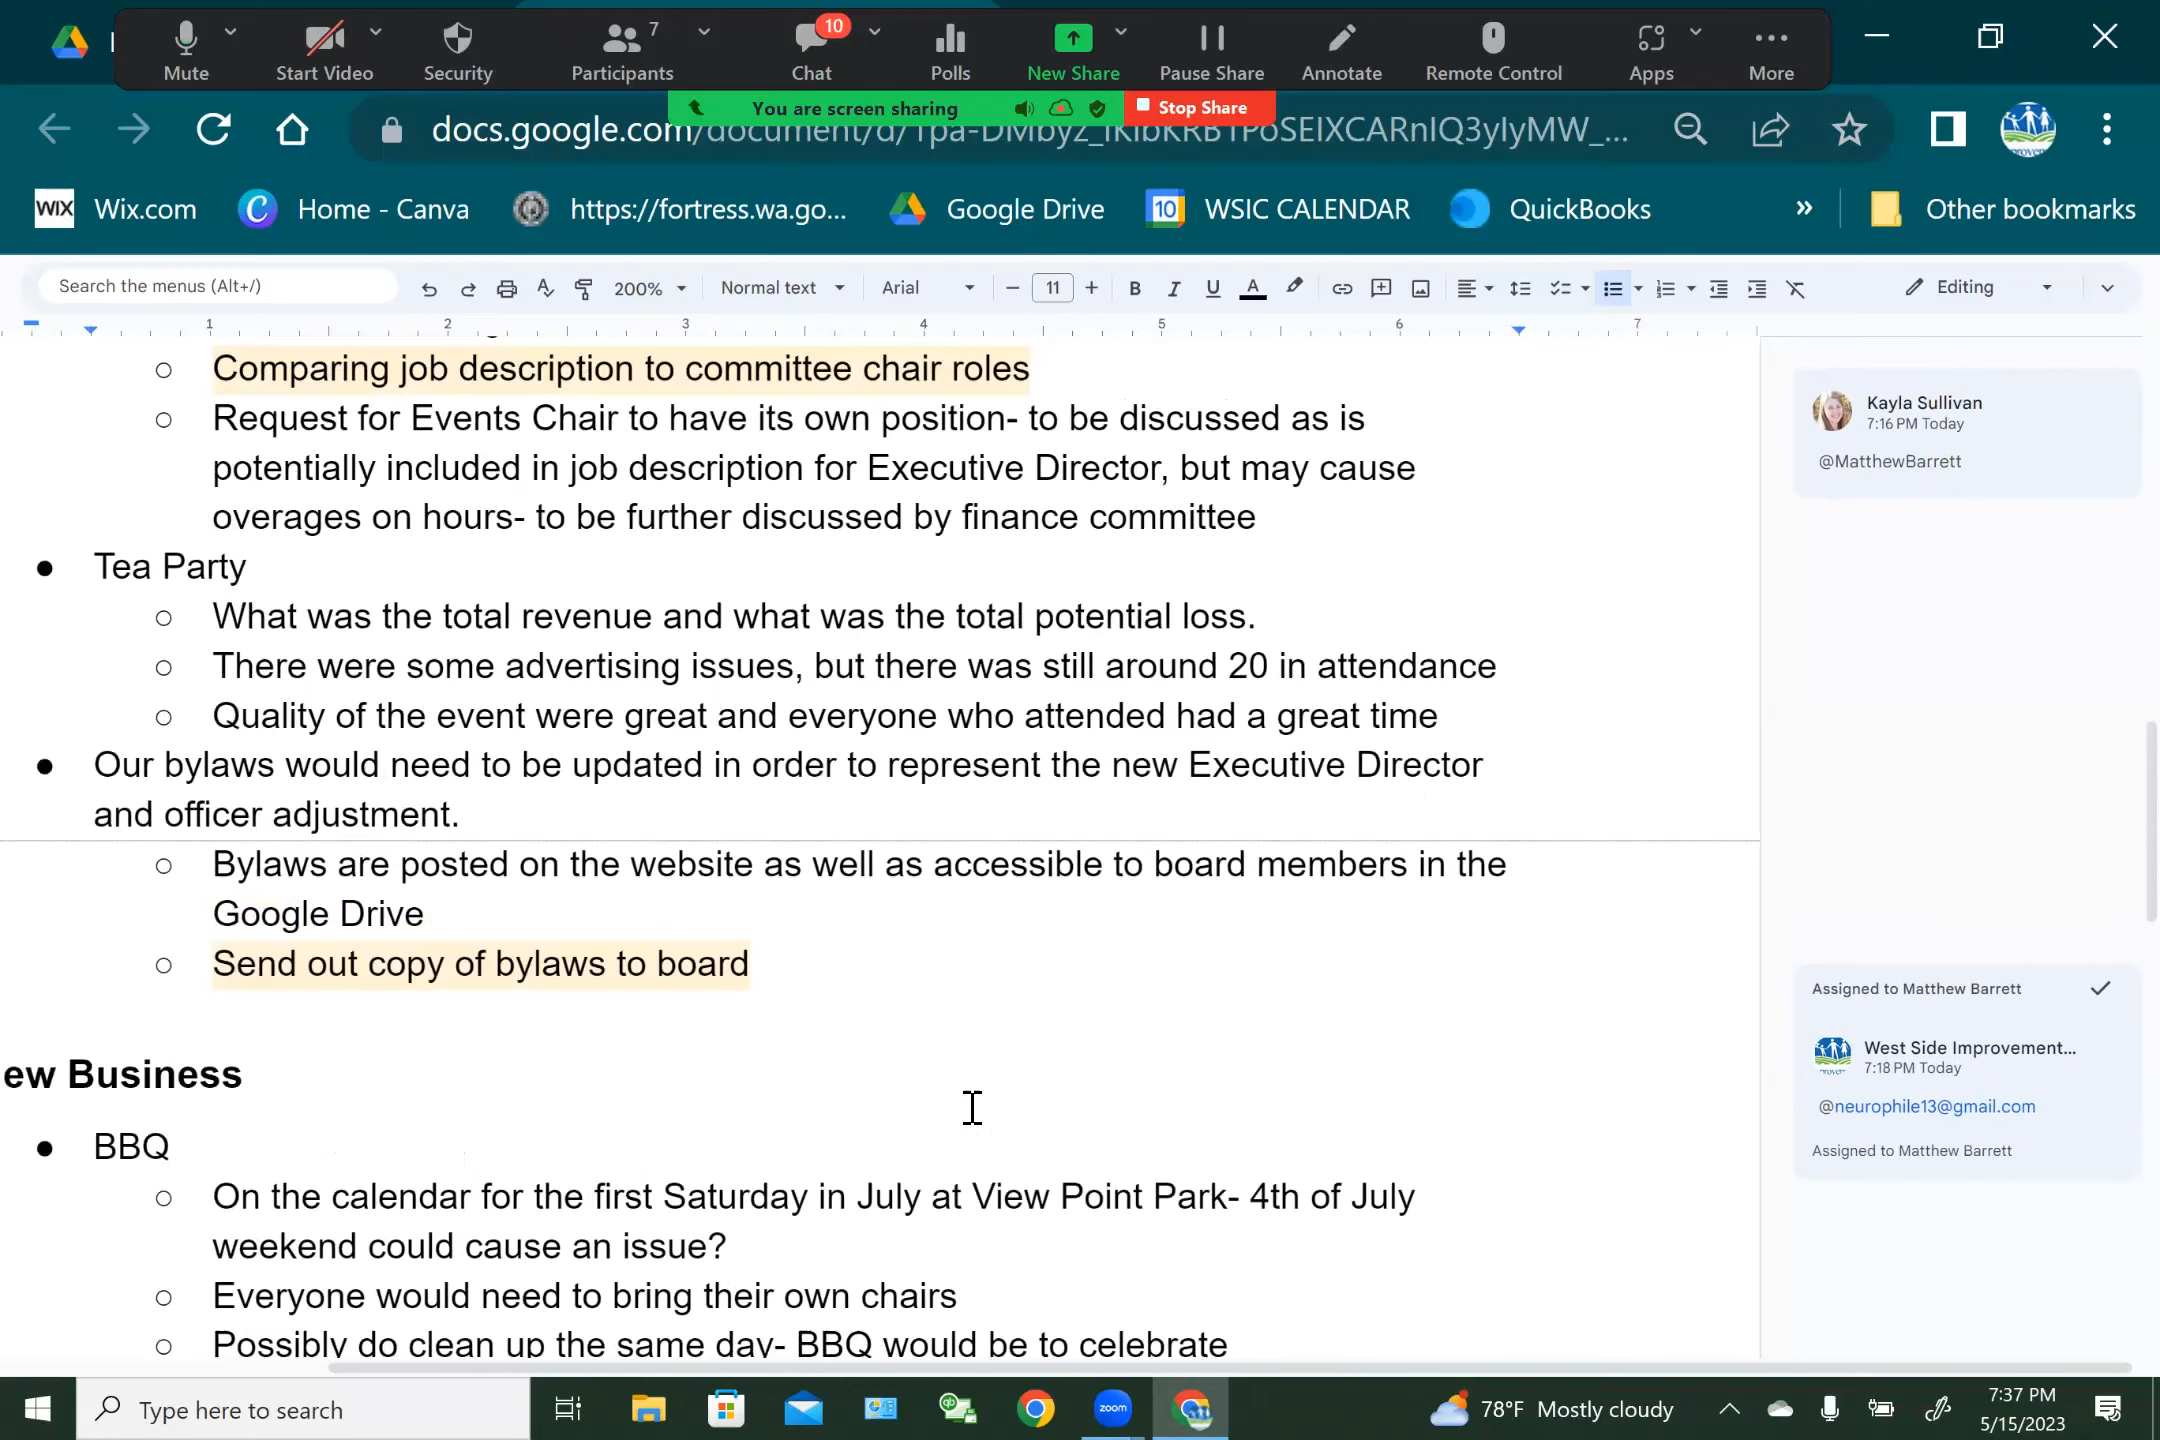 10
7
Mute
Start Video
Security
Participants
Chat
Polls
New Share
Pause Share
Annotate
Remote Control
Apps
More
You are screen sharing
Stop Share
WIX
Wix.com
Home - Canva
https://fortress.wa.go...
Google Drive
10
WSIC CALENDAR
QuickBooks
»
Other bookmarks
Search the menus (Alt+/)
200%
Normal text
Arial
11
B I U A
Editing
1 2 3 4 5 6 7
○ Comparing job description to committee chair roles
○ Request for Events Chair to have its own position- to be discussed as is
potentially included in job description for Executive Director, but may cause
overages on hours- to be further discussed by finance committee
● Tea Party
○ What was the total revenue and what was the total potential loss.
○ There were some advertising issues, but there was still around 20 in attendance
○ Quality of the event were great and everyone who attended had a great time
● Our bylaws would need to be updated in order to represent the new Executive Director
and officer adjustment.
○ Bylaws are posted on the website as well as accessible to board members in the
Google Drive
○ Send out copy of bylaws to board
ew Business
● BBQ
○ On the calendar for the first Saturday in July at View Point Park- 4th of July
weekend could cause an issue?
○ Everyone would need to bring their own chairs
○ Possibly do clean up the same day- BBQ would be to celebrate
Kayla Sullivan
7:16 PM Today
@MatthewBarrett
Assigned to Matthew Barrett
West Side Improvement...
7:18 PM Today
@neurophile13@gmail.com
Assigned to Matthew Barrett
Type here to search
qb
zoom
78°F Mostly cloudy
7:37 PM
5/15/2023